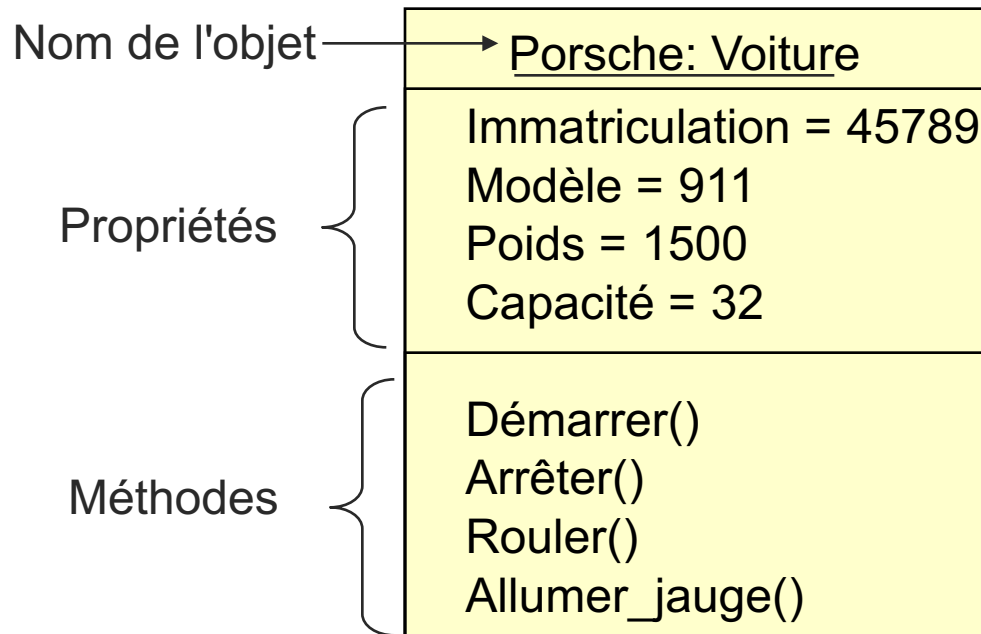 Nom de l'objet
Porsche: Voiture
Propriétés
Immatriculation = 45789
Modèle = 911
Poids = 1500
Capacité = 32
Méthodes
Démarrer()
Arrêter()
Rouler()
Allumer_jauge()